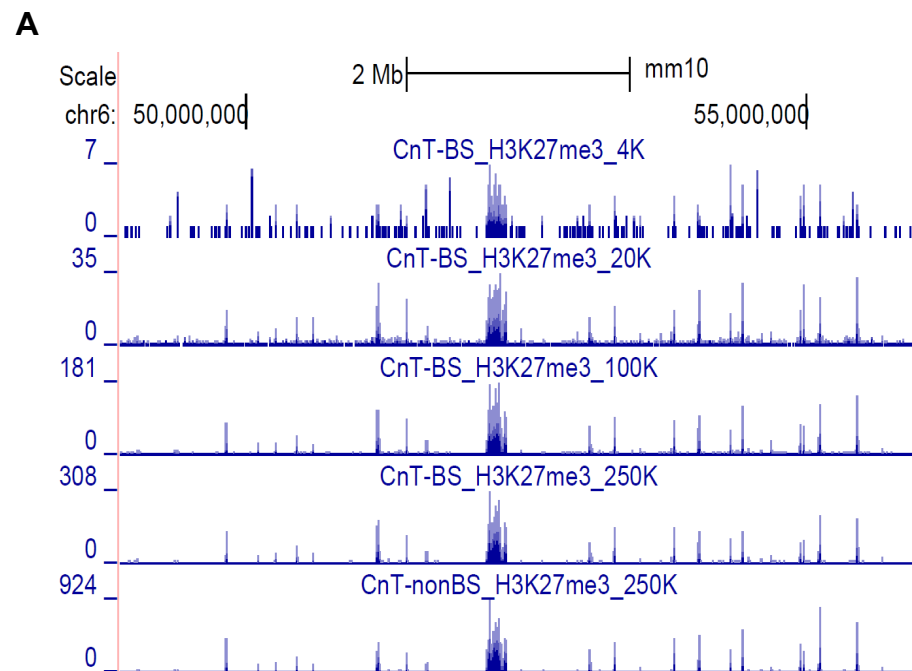 A
Scale 2 Mb mm10
chr6: 50,000,000 55,000,000
CnT-BS_H3K27me3_4K
7
0
CnT-BS_H3K27me3_20K
35
0
CnT-BS_H3K27me3_100K
181
0
CnT-BS_H3K27me3_250K
308
0
CnT-nonBS_H3K27me3_250K
924
0